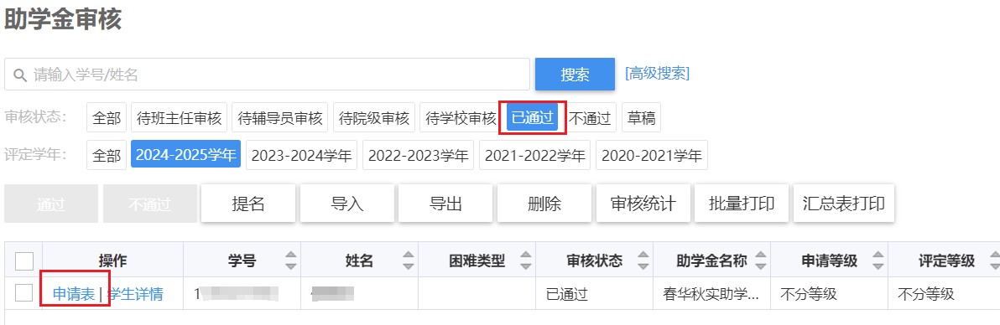 助学金审核
请输入学号/姓名 搜索 [高级搜索]
审核状态: 全部 待班主任审核 待辅导员审核 待院级审核 待学校审核 已通过 不通过 草稿
评定学年: 全部 2024-2025学年 2023-2024学年 2022-2023学年 2021-2022学年 2020-2021学年
通过 不通过 提名 导入 导出 删除 审核统计 批量打印 汇总表打印
操作 学号 姓名 困难类型 审核状态 助学金名称 申请等级 评定等级
申请表 | 学生详情 1 已通过 春华秋实助学... 不分等级 不分等级